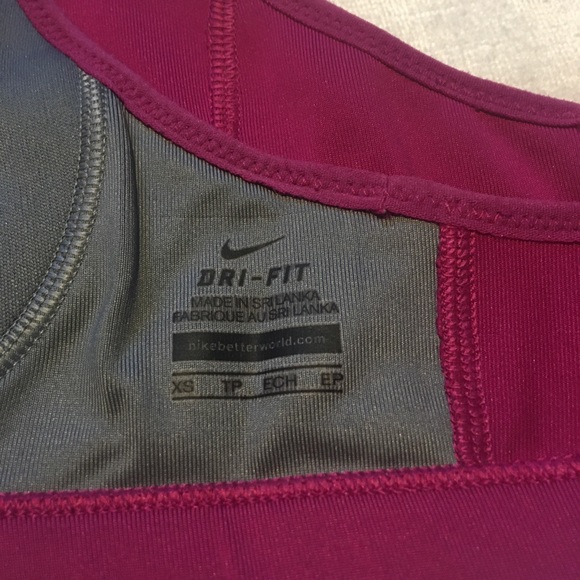 DRI-FIT
MADE IN SRI LANKA
FABRIQUE AU SRI LANKA
nikebetterworld.com
XS TP ECH EP